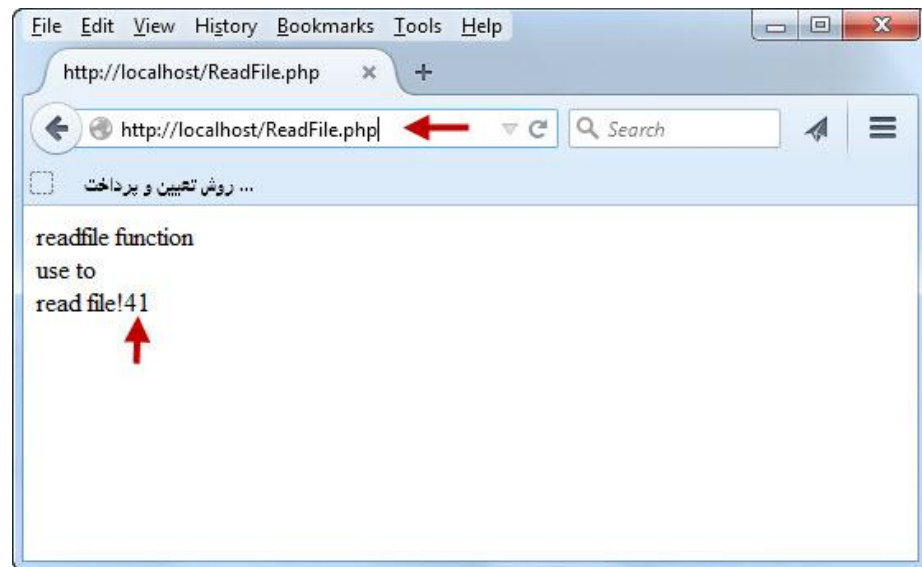 File Edit View History Bookmarks Tools Help
http://localhost/ReadFile.php
http://localhost/ReadFile.php Search
روش تعیین و پرداخت ...
readfile function
use to
read file!41